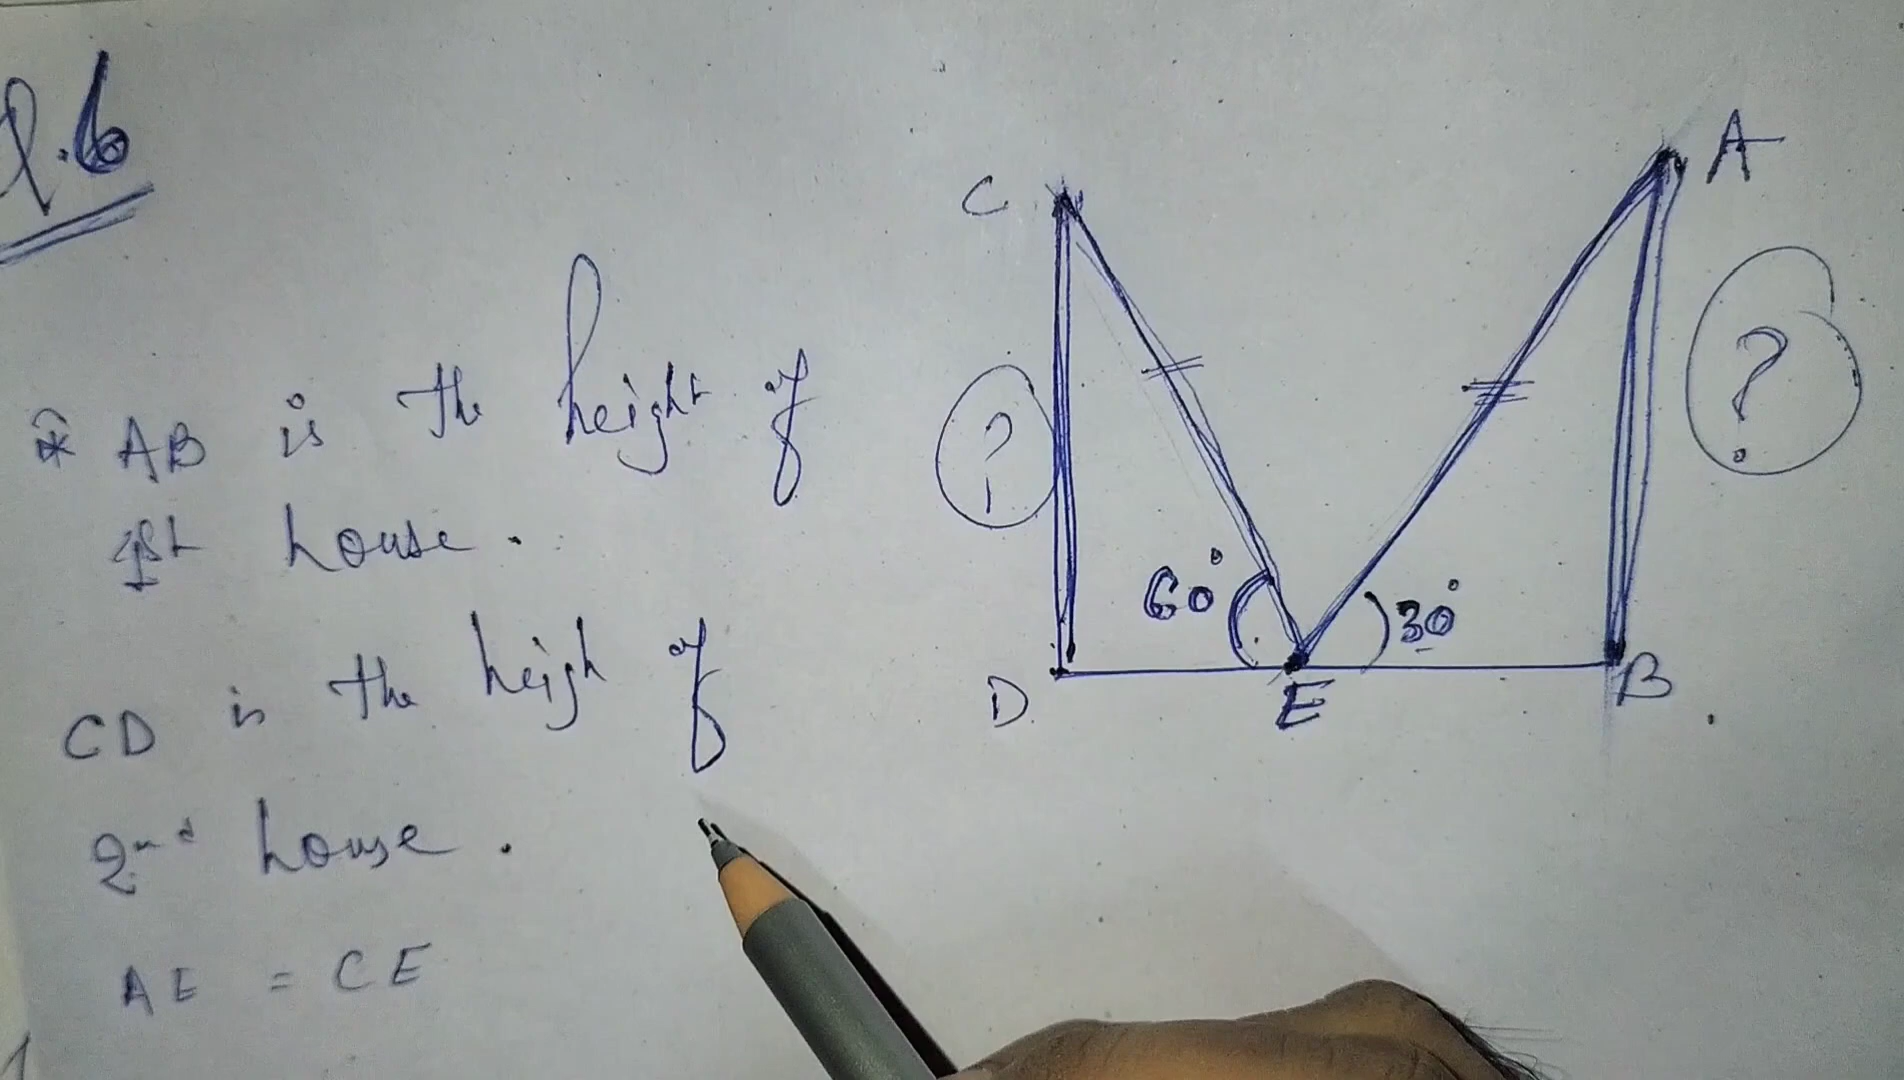 Q.6
* AB is the height of
1st house.
CD is the heigh of
2nd house.
AE = CE
C
A
?
?
60°
30°
D
E
B